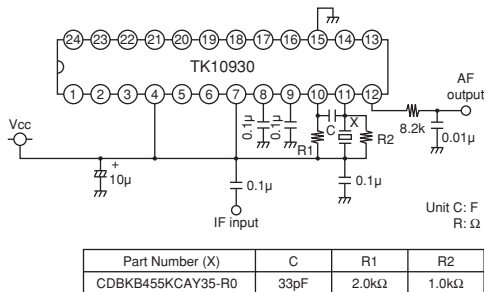 24 23 22 21 20 19 18 17 16 15 14 13
TK10930
1 2 3 4 5 6 7 8 9 10 11 12
AF
output
Vcc
0.1µ
0.1µ
C
X
R1
R2
8.2k
0.01µ
+
10µ
0.1µ
0.1µ
IF input
Unit C: F
R: Ω
Part Number (X) C R1 R2
CDBKB455KCAY35-R0 33pF 2.0kΩ 1.0kΩ